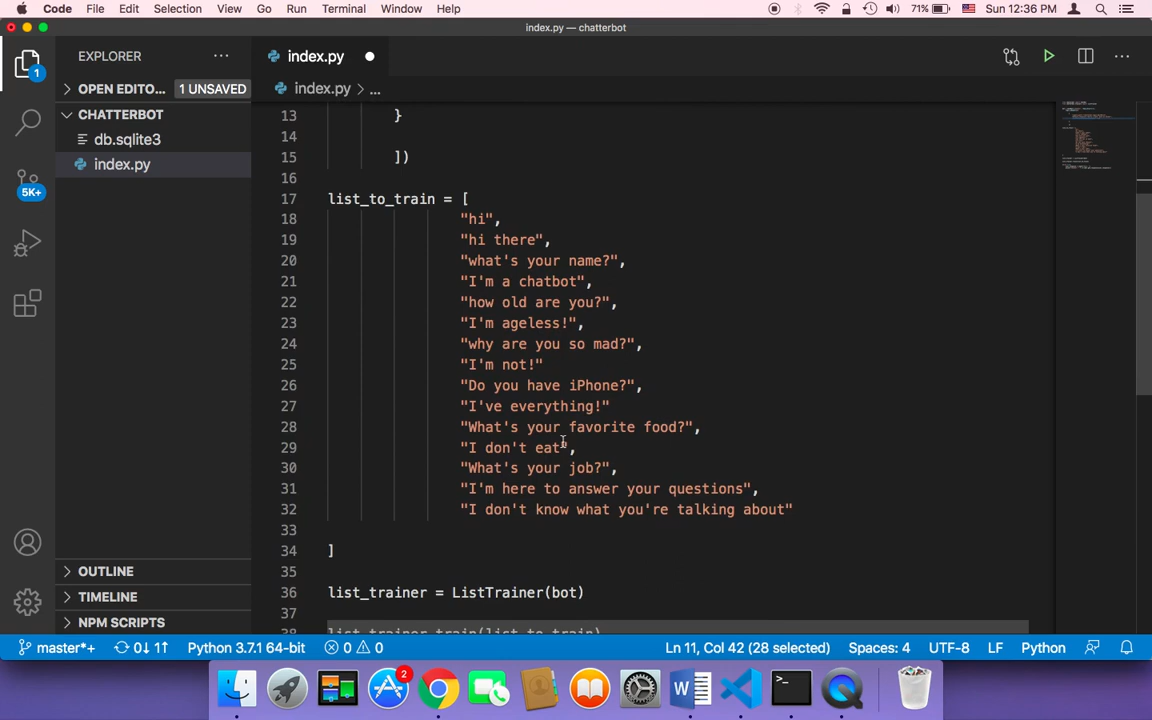 Code File Edit Selection View Go Run Terminal Window Help 71% Sun 12:36 PM
index.py — chatterbot
EXPLORER
index.py
1
OPEN EDITO... 1 UNSAVED
index.py > ...
CHATTERBOT
db.sqlite3
index.py
5K+
13 }
14
15 ])
16
17 list_to_train = [
18 "hi",
19 "hi there",
20 "what's your name?",
21 "I'm a chatbot",
22 "how old are you?",
23 "I'm ageless!",
24 "why are you so mad?",
25 "I'm not!"
26 "Do you have iPhone?",
27 "I've everything!"
28 "What's your favorite food?",
29 "I don't eat",
30 "What's your job?",
31 "I'm here to answer your questions",
32 "I don't know what you're talking about"
33
34 ]
35
36 list_trainer = ListTrainer(bot)
37
38 list_trainer.train(list_to_train)
OUTLINE
TIMELINE
NPM SCRIPTS
master*+ 0↓ 1↑ Python 3.7.1 64-bit 0 0 Ln 11, Col 42 (28 selected) Spaces: 4 UTF-8 LF Python
2
W
>_